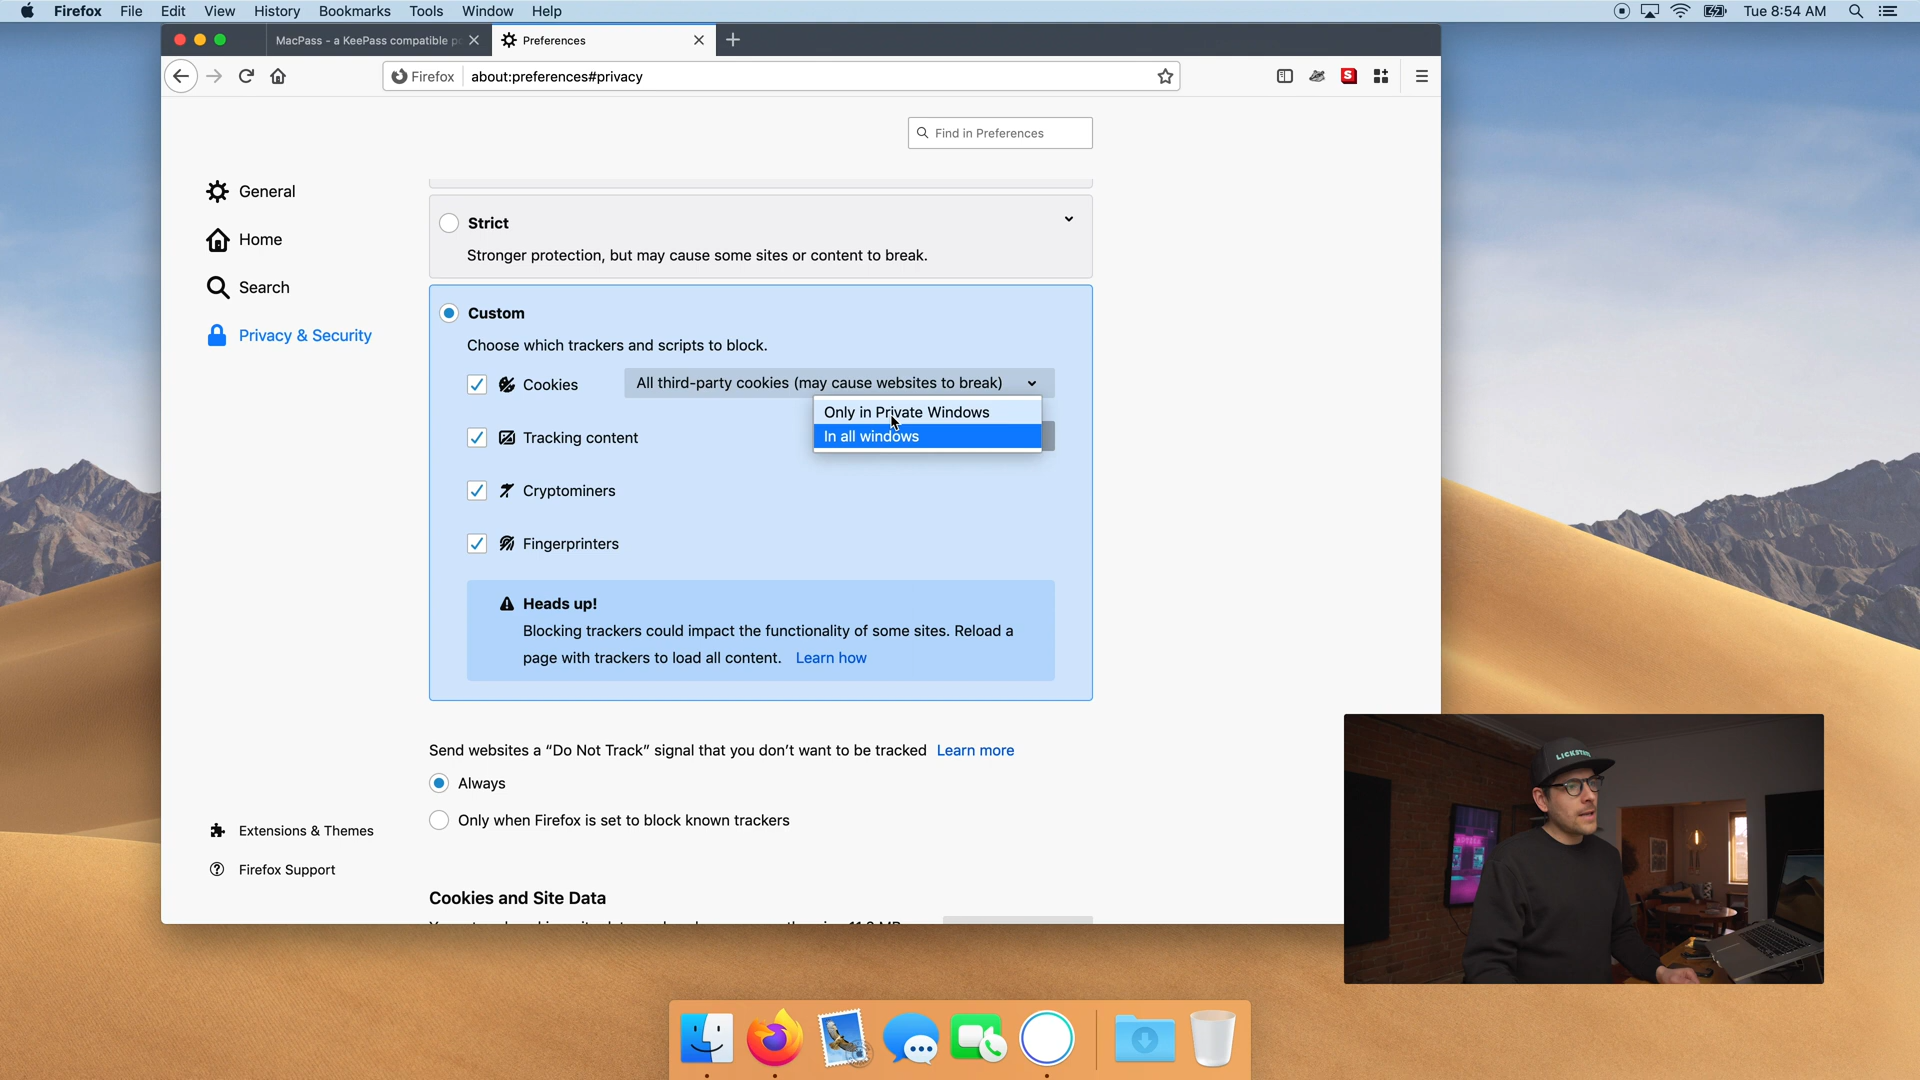 Firefox File Edit View History Bookmarks Tools Window Help
Tue 8:54 AM
MacPass - a KeePass compatible
Preferences
Firefox about:preferences#privacy
S
Find in Preferences
General
Home
Search
Privacy & Security
Extensions & Themes
Firefox Support
Strict
Stronger protection, but may cause some sites or content to break.
Custom
Choose which trackers and scripts to block.
Cookies All third-party cookies (may cause websites to break)
Only in Private Windows
In all windows
Tracking content
Cryptominers
Fingerprinters
Heads up!
Blocking trackers could impact the functionality of some sites. Reload a
page with trackers to load all content. Learn how
Send websites a “Do Not Track” signal that you don’t want to be tracked Learn more
Always
Only when Firefox is set to block known trackers
Cookies and Site Data